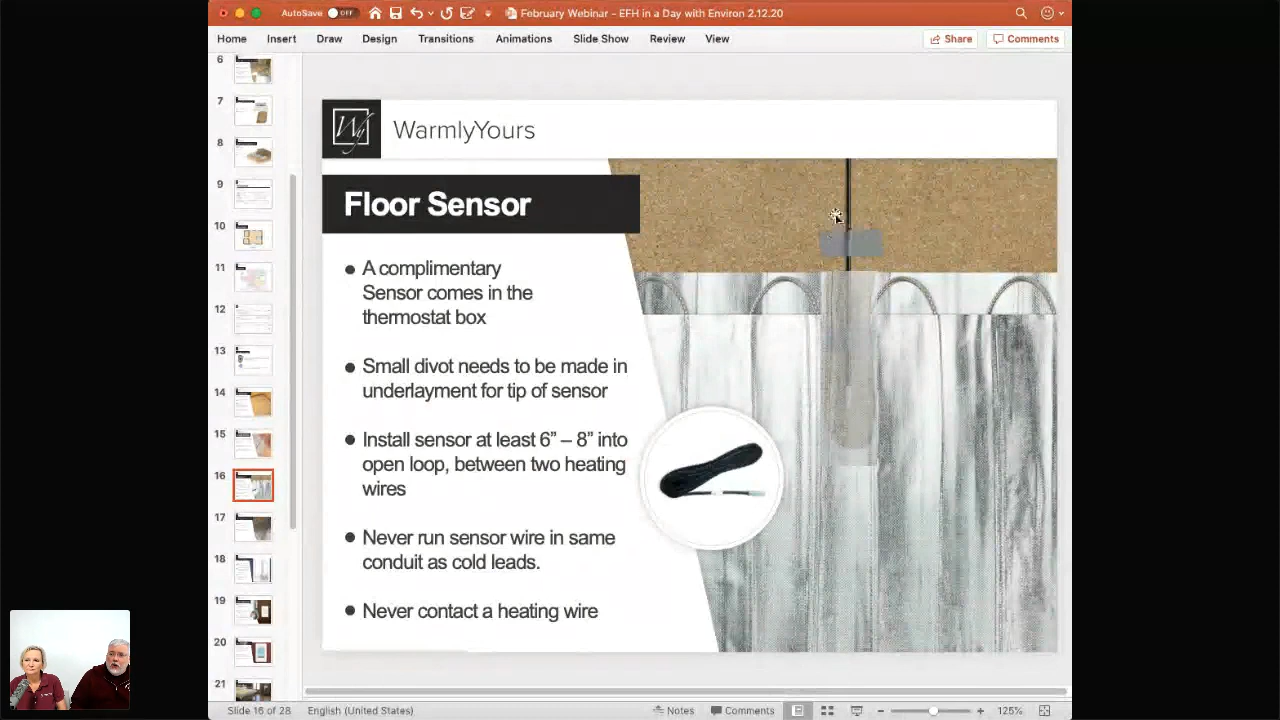 AutoSave OFF February Webinar - EFH in a Day with Environ 2.12.20
Home Insert Draw Design Transitions Animations Slide Show Review View Share Comments
6
7
8
9
10
11
12
13
14
15
16
17
18
19
20
21
Wy WarmlyYours
Floor Sensor
● A complimentary
Sensor comes in the
thermostat box
● Small divot needs to be made in
underlayment for tip of sensor
● Install sensor at least 6” – 8” into
open loop, between two heating
wires
● Never run sensor wire in same
conduit as cold leads.
● Never contact a heating wire
Slide 16 of 28 English (United States) Notes Comments 125%